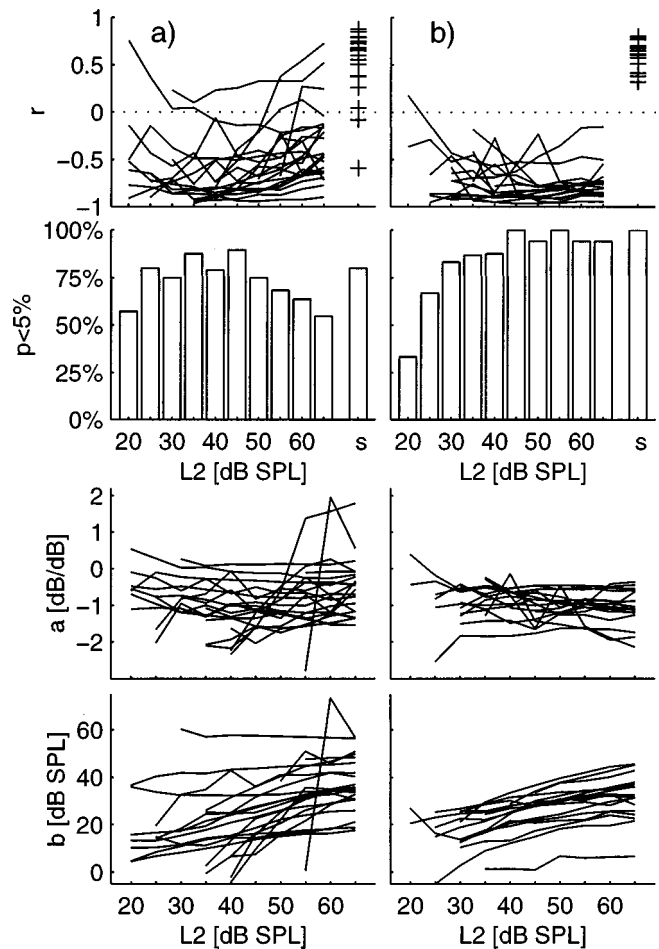 a) b)
1
0.5
0
−0.5
−1
r
100%
75%
50%
25%
0%
p<5%
20 30 40 50 60 s 20 30 40 50 60 s
L2 [dB SPL] L2 [dB SPL]
2
1
0
−1
−2
a [dB/dB]
60
40
20
0
b [dB SPL]
20 30 40 50 60 20 30 40 50 60
L2 [dB SPL] L2 [dB SPL]